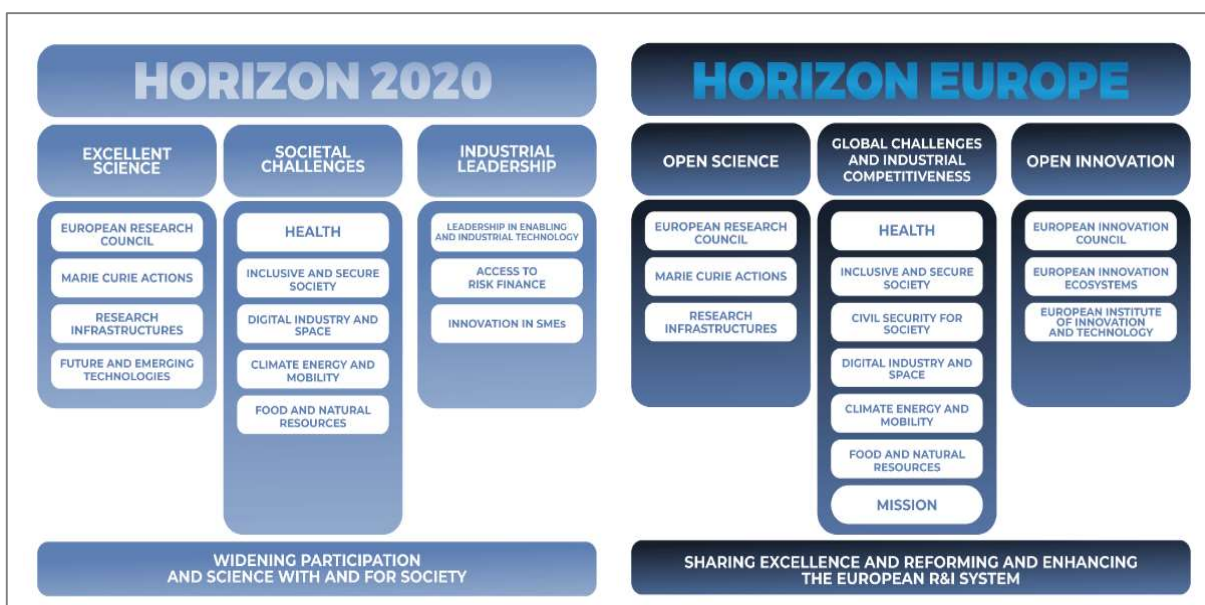 HORIZON 2020
EXCELLENT
SCIENCE
EUROPEAN RESEARCH
COUNCIL
MARIE CURIE ACTIONS
RESEARCH
INFRASTRUCTURES
FUTURE AND EMERGING
TECHNOLOGIES
SOCIETAL
CHALLENGES
HEALTH
INCLUSIVE AND SECURE
SOCIETY
DIGITAL INDUSTRY AND
SPACE
CLIMATE ENERGY AND
MOBILITY
FOOD AND NATURAL
RESOURCES
INDUSTRIAL
LEADERSHIP
LEADERSHIP IN ENABLING
AND INDUSTRIAL TECHNOLOGY
ACCESS TO
RISK FINANCE
INNOVATION IN SMEs
WIDENING PARTICIPATION
AND SCIENCE WITH AND FOR SOCIETY
HORIZON EUROPE
OPEN SCIENCE
EUROPEAN RESEARCH
COUNCIL
MARIE CURIE ACTIONS
RESEARCH
INFRASTRUCTURES
GLOBAL CHALLENGES
AND INDUSTRIAL
COMPETITIVENESS
HEALTH
INCLUSIVE AND SECURE
SOCIETY
CIVIL SECURITY FOR
SOCIETY
DIGITAL INDUSTRY AND
SPACE
CLIMATE ENERGY AND
MOBILITY
FOOD AND NATURAL
RESOURCES
MISSION
OPEN INNOVATION
EUROPEAN INNOVATION
COUNCIL
EUROPEAN INNOVATION
ECOSYSTEMS
EUROPEAN INSTITUTE
OF INNOVATION
AND TECHNOLOGY
SHARING EXCELLENCE AND REFORMING AND ENHANCING
THE EUROPEAN R&I SYSTEM